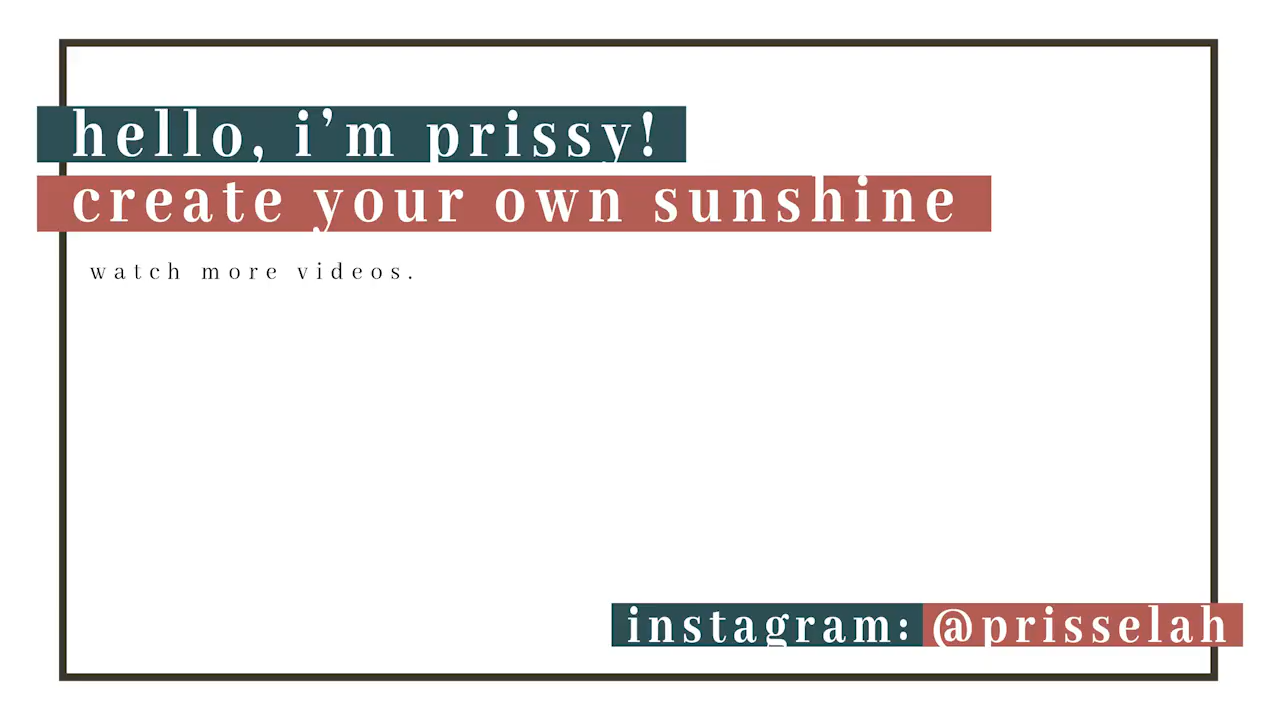 hello, i’m prissy!
create your own sunshine
watch more videos.
instagram: @prisselah